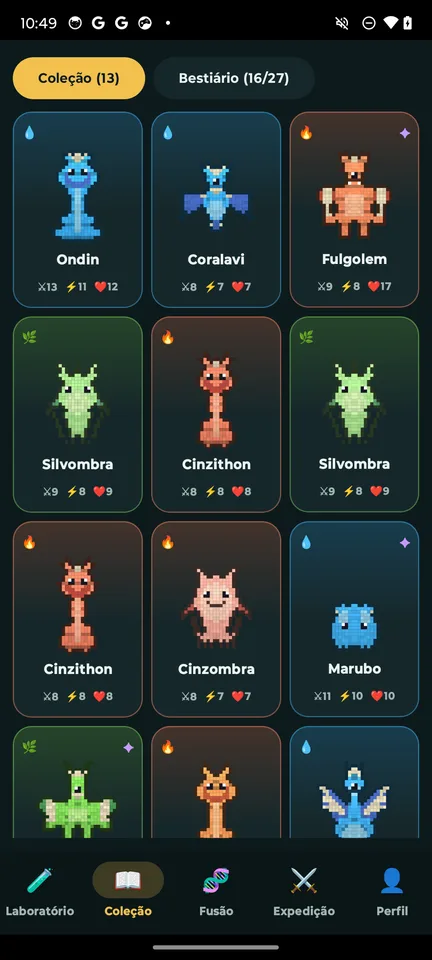 10:49
Coleção (13)
Bestiário (16/27)
Ondin
Coralavi
Fulgolem
13 11 12
8 7 7
9 8 17
Silvombra
Cinzithon
Silvombra
9 8 9
8 8 8
9 8 9
Cinzithon
Cinzombra
Marubo
8 8 8
8 7 7
11 10 10
Laboratório
Coleção
Fusão
Expedição
Perfil